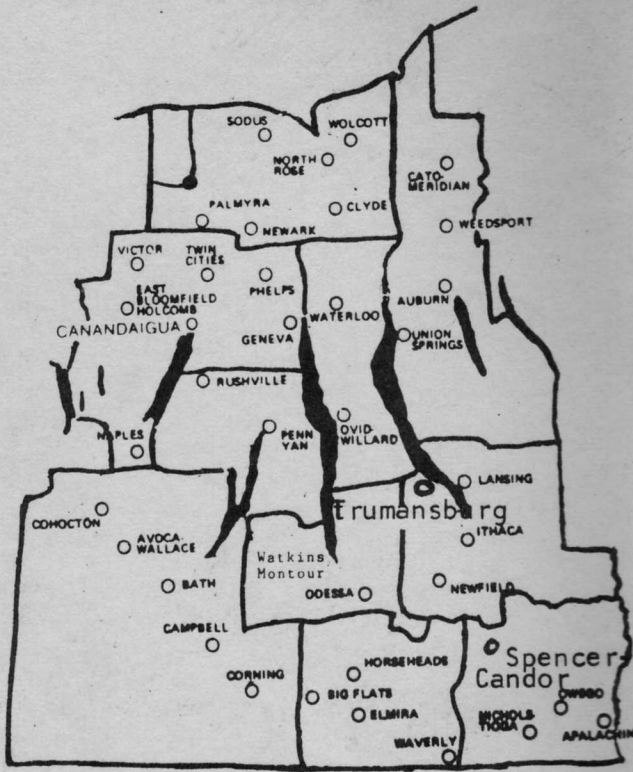 SODUS
WOLCOTT
NORTH
ROSE
CATO-
MERIDIAN
PALMYRA
CLYDE
NEWARK
WEEDSPORT
VICTOR
TWIN
CITIES
PHELPS
EAST
BLOOMFIELD
HOLCOMB
WATERLOO
AUBURN
CANANDAIGUA
GENEVA
UNION
SPRINGS
RUSHVILLE
NAPLES
PENN
YAN
OVID-
WILLARD
LANSING
Trumansburg
COHOCTON
ITHACA
AVOCA-
WALLACE
Watkins
Montour
BATH
ODESSA
NEWFIELD
CAMPBELL
HORSEHEADS
Spencer-
Candor
CORNING
BIG FLATS
OWEGO
ELMIRA
NICHOLS
TIOGA
APALACHIN
WAVERLY